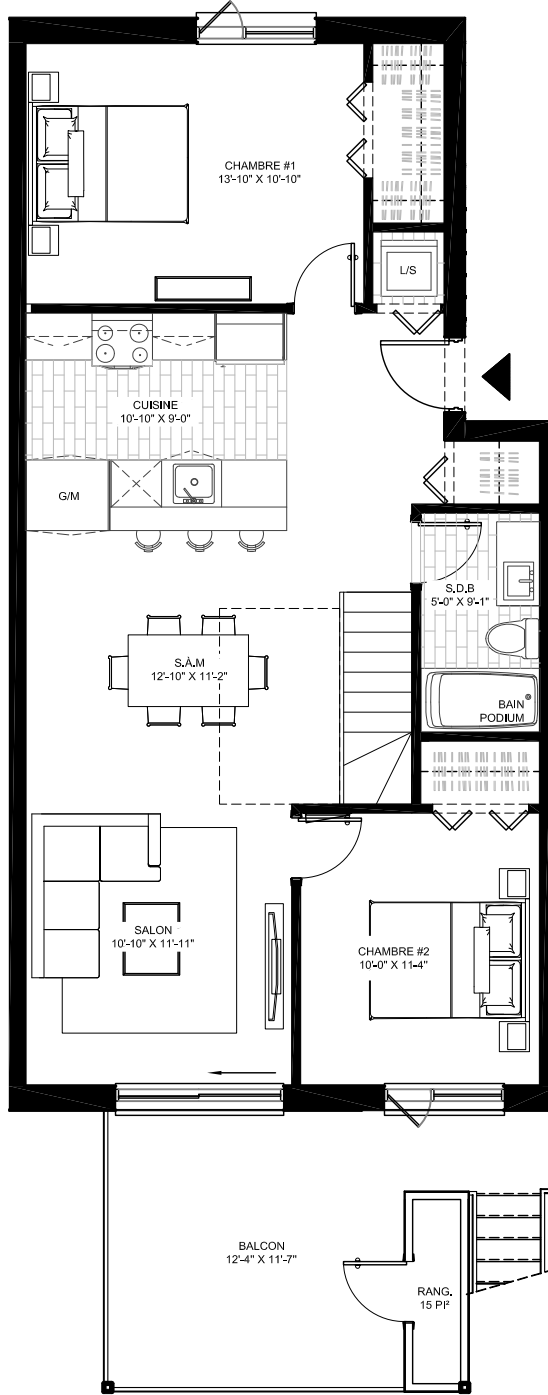 CHAMBRE #1
13'-10" X 10'-10"
L/S
CUISINE
10'-10" X 9'-0"
G/M
S.D.B
5'-0" X 9'-1"
S.À.M
12'-10" X 11'-2"
BAIN
PODIUM
SALON
10'-10" X 11'-11"
CHAMBRE #2
10'-0" X 11'-4"
BALCON
12'-4" X 11'-7"
RANG.
15 PI²